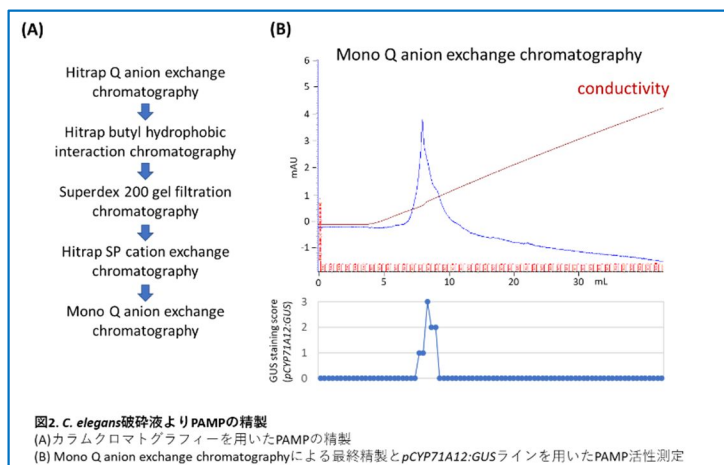 (A)
Hitrap Q anion exchange
chromatography
Hitrap butyl hydrophobic
interaction chromatography
Superdex 200 gel filtration
chromatography
Hitrap SP cation exchange
chromatography
Mono Q anion exchange
chromatography
(B)
Mono Q anion exchange chromatography
conductivity
mAU
6
5
4
3
2
1
0
-1
0
5
10
20
30
mL
GUS staining score
(pCYP71A12:GUS)
3
2
1
0
図2. C. elegans破砕液よりPAMPの精製
(A)カラムクロマトグラフィーを用いたPAMPの精製
(B) Mono Q anion exchange chromatographyによる最終精製とpCYP71A12:GUSラインを用いたPAMP活性測定